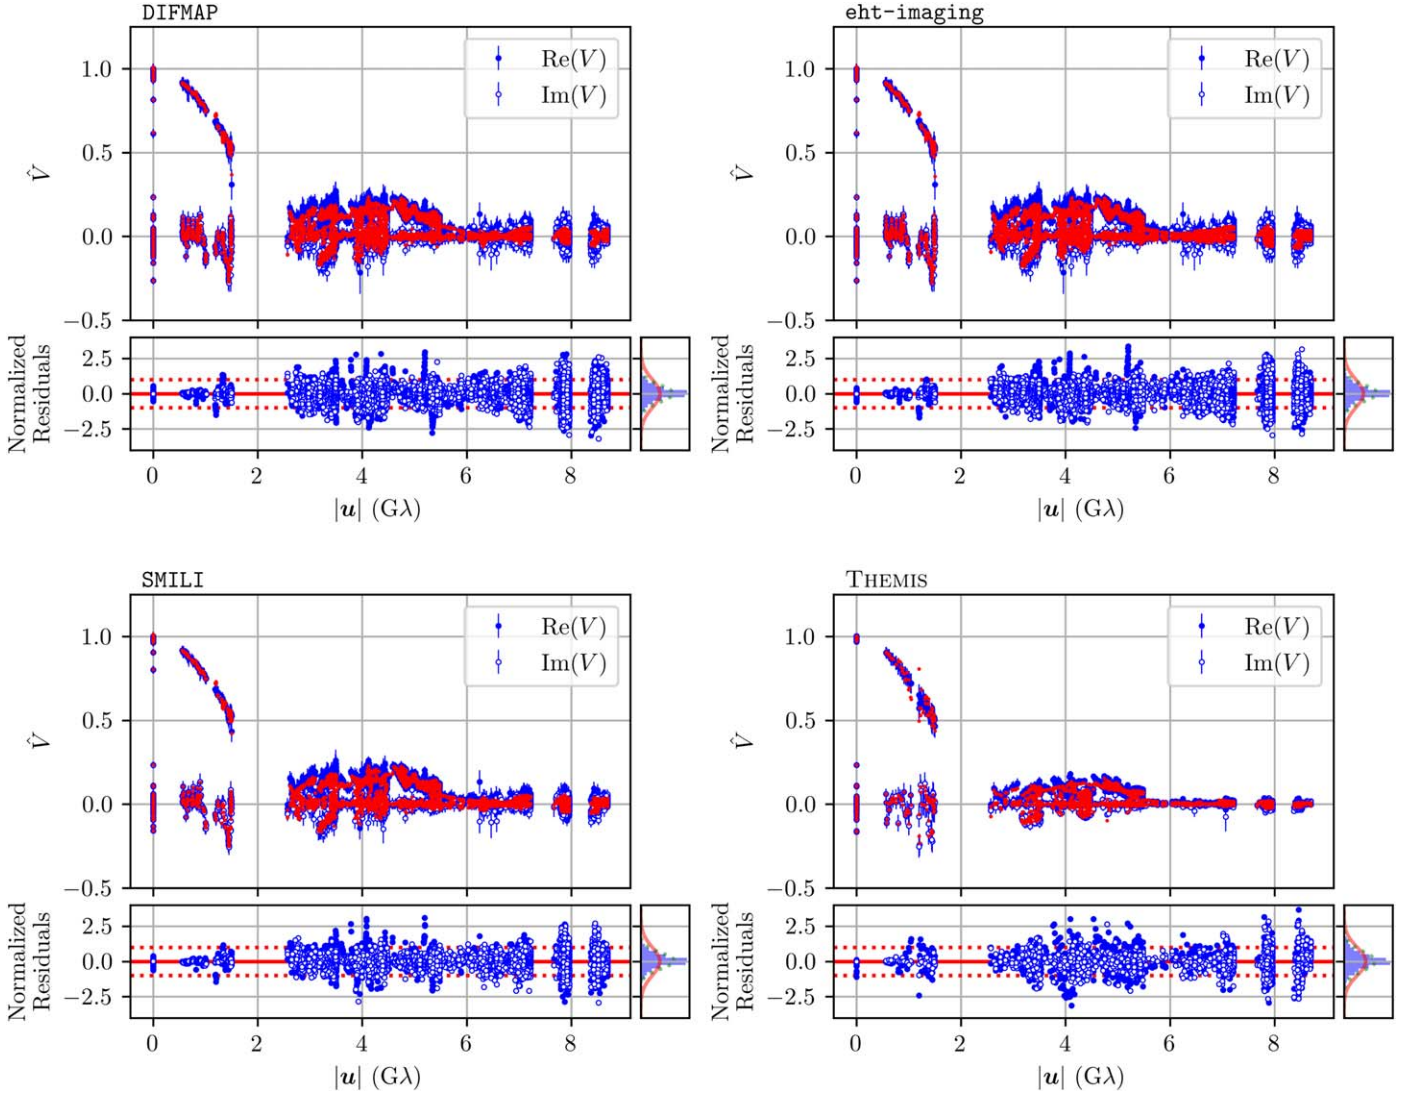 DIFMAP
Re(V)
Im(V)
1.0
0.5
0.0
−0.5
V̂
2.5
0.0
−2.5
Normalized
Residuals
0 2 4 6 8
|u| (Gλ)
eht-imaging
Re(V)
Im(V)
1.0
0.5
0.0
−0.5
V̂
2.5
0.0
−2.5
Normalized
Residuals
0 2 4 6 8
|u| (Gλ)
SMILI
Re(V)
Im(V)
1.0
0.5
0.0
−0.5
V̂
2.5
0.0
−2.5
Normalized
Residuals
0 2 4 6 8
|u| (Gλ)
THEMIS
Re(V)
Im(V)
1.0
0.5
0.0
−0.5
V̂
2.5
0.0
−2.5
Normalized
Residuals
0 2 4 6 8
|u| (Gλ)